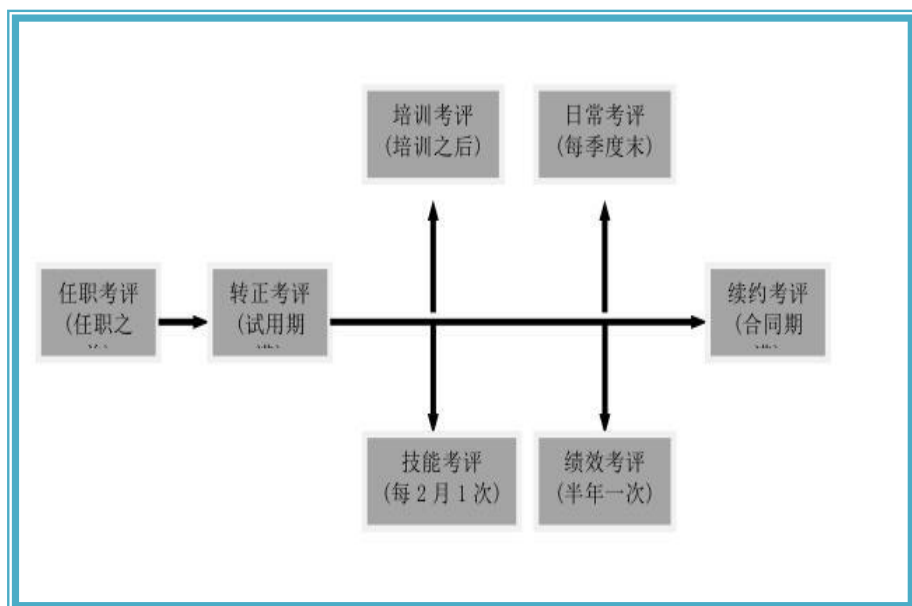 培训考评
(培训之后)
日常考评
(每季度末)
任职考评
(任职之
转正考评
(试用期
续约考评
(合同期
技能考评
(每 2 月 1 次)
绩效考评
(半年一次)